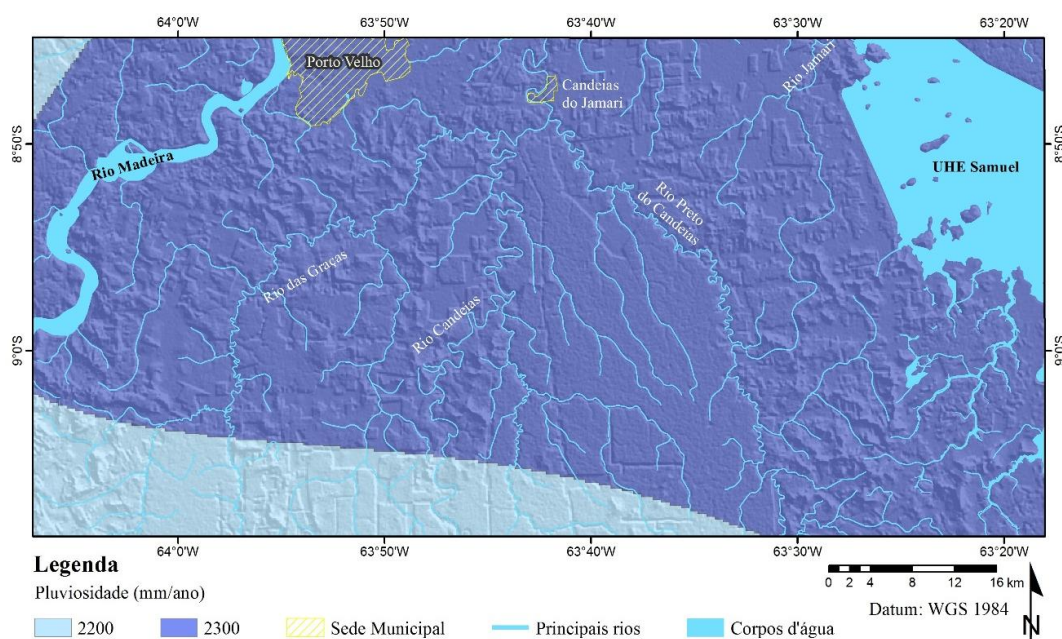 64°0'W 63°50'W 63°40'W 63°30'W 63°20'W
Porto Velho
Candeias
do Jamari
Rio Jamari
8°50'S 8°50'S
Rio Madeira
UHE Samuel
Rio Preto
do Candeias
Rio das Graças
Rio Candeias
9°0'S 9°0'S
64°0'W 63°50'W 63°40'W 63°30'W 63°20'W
Legenda
Pluviosidade (mm/ano)
0 2 4 8 12 16 km
Datum: WGS 1984
N
2200 2300 Sede Municipal Principais rios Corpos d'água